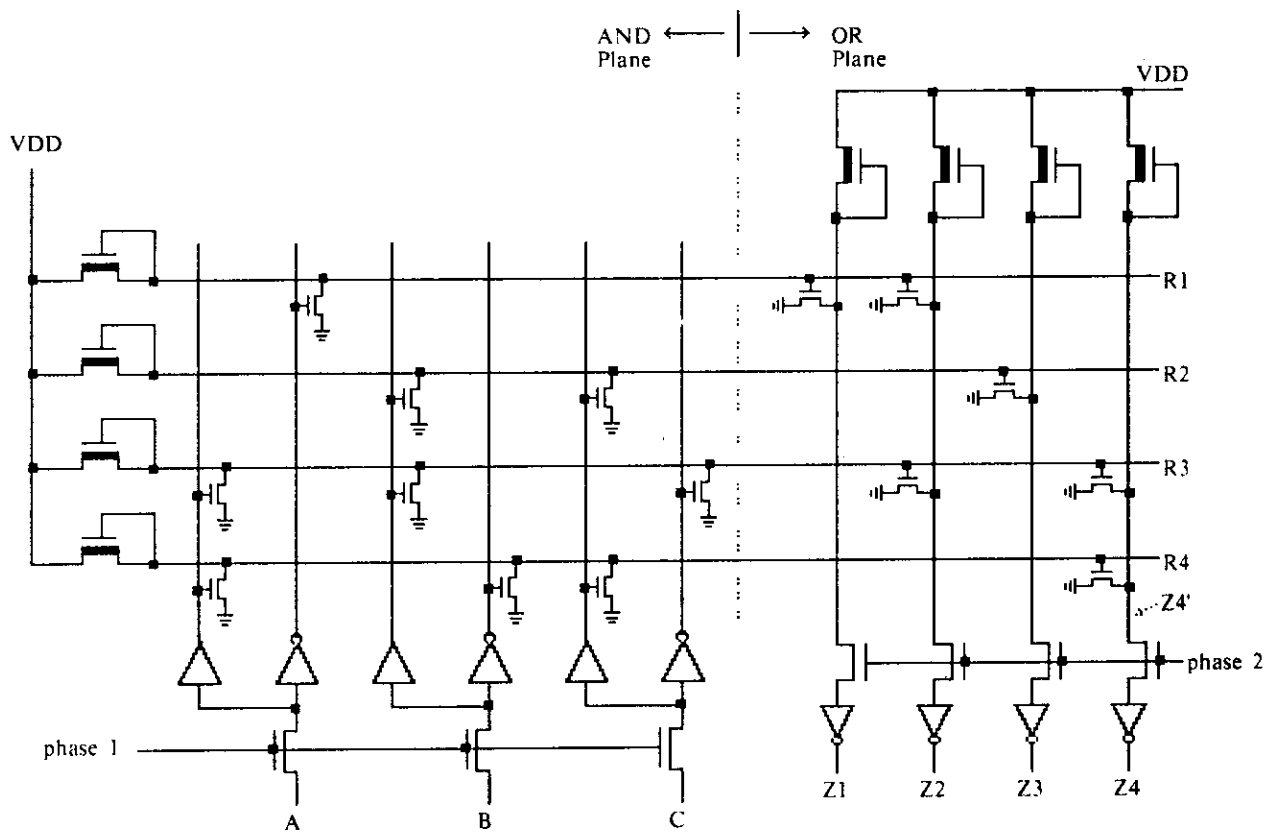 AND Plane
OR Plane
VDD
VDD
R1
R2
R3
R4
Z4'
phase 2
phase 1
Z1
Z2
Z3
Z4
A
B
C